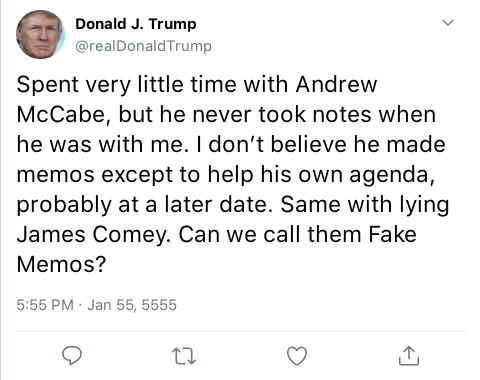 Donald J. Trump
@realDonaldTrump
Spent very little time with Andrew
McCabe, but he never took notes when
he was with me. I don’t believe he made
memos except to help his own agenda,
probably at a later date. Same with lying
James Comey. Can we call them Fake
Memos?
5:55 PM · Jan 55, 5555